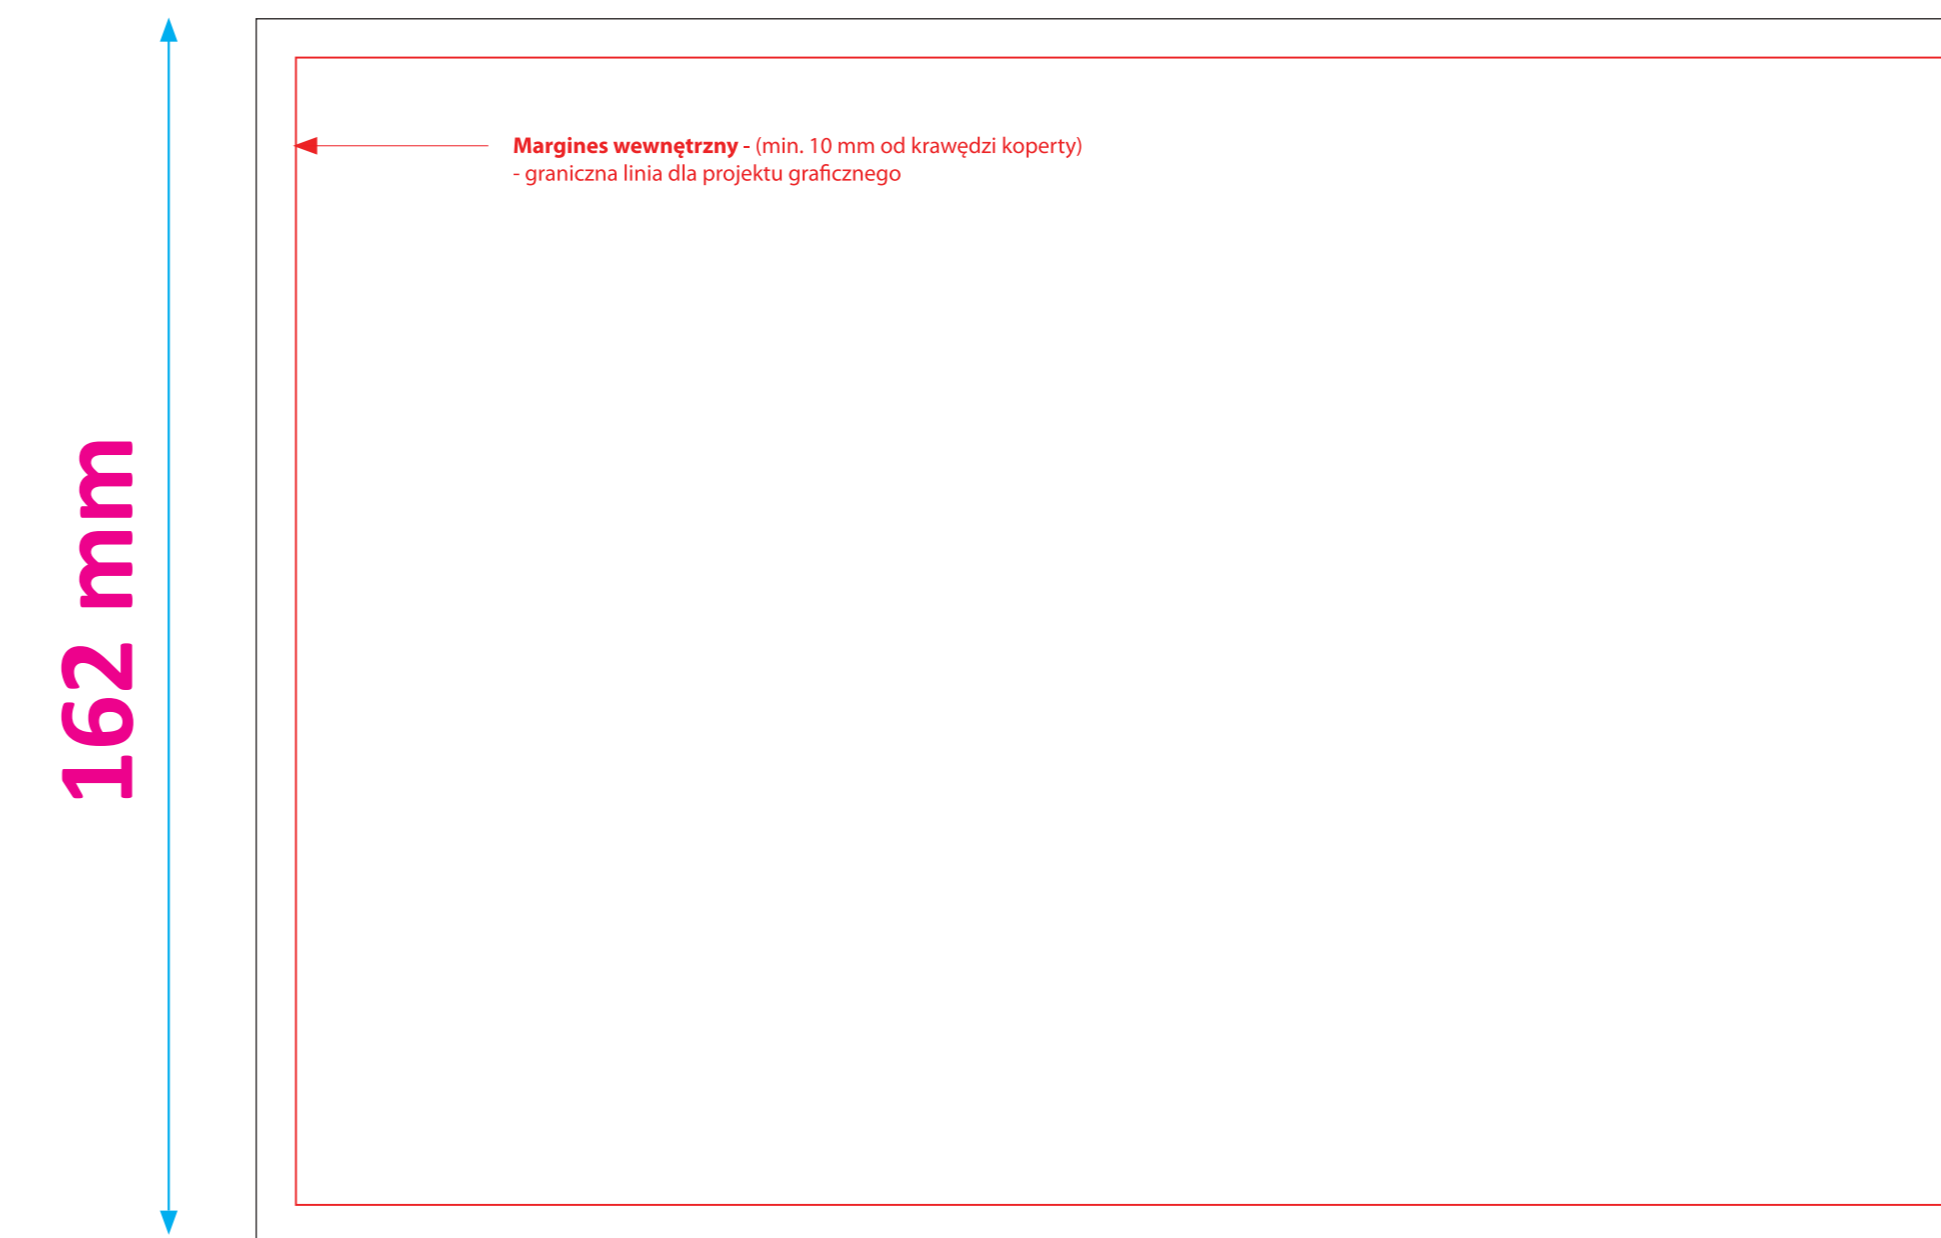 Margines wewnętrzny - (min. 10 mm od krawędzi koperty)
- graniczna linia dla projektu graficznego
162 mm